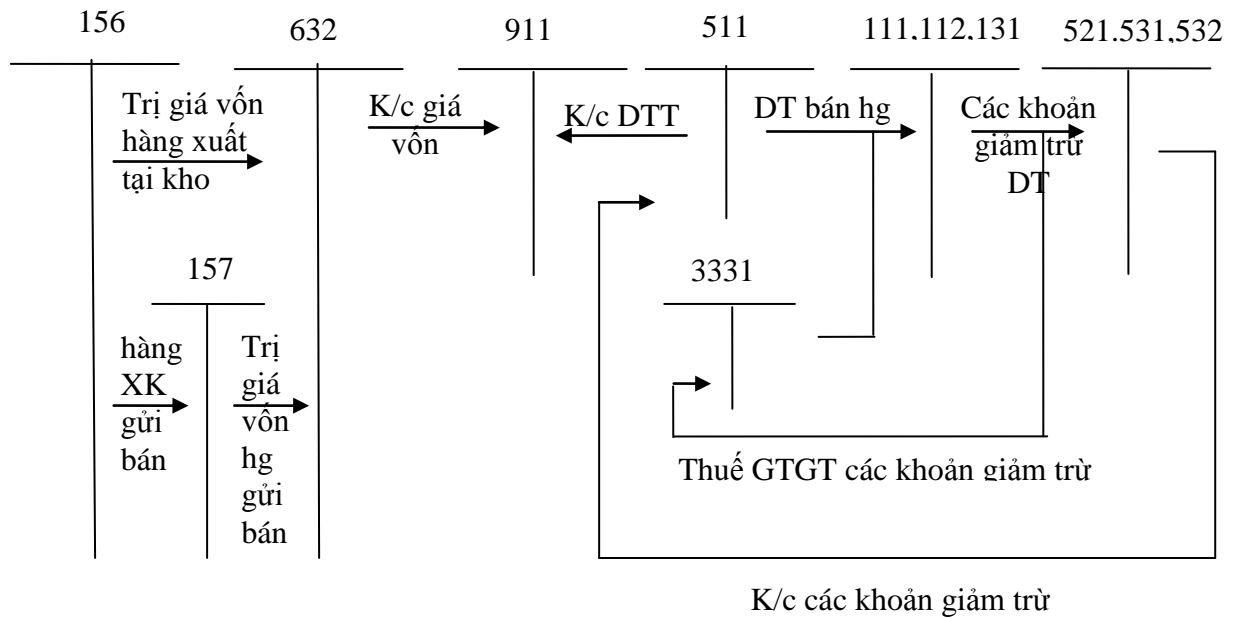 156
632
911
511
111,112,131
521.531,532
Trị giá vốn
hàng xuất
tại kho
K/c giá
vốn
K/c DTT
DT bán hg
Các khoản
giảm trừ
DT
157
3331
hàng
XK
gửi
bán
Trị
giá
vốn
hg
gửi
bán
Thuế GTGT các khoản giảm trừ
K/c các khoản giảm trừ